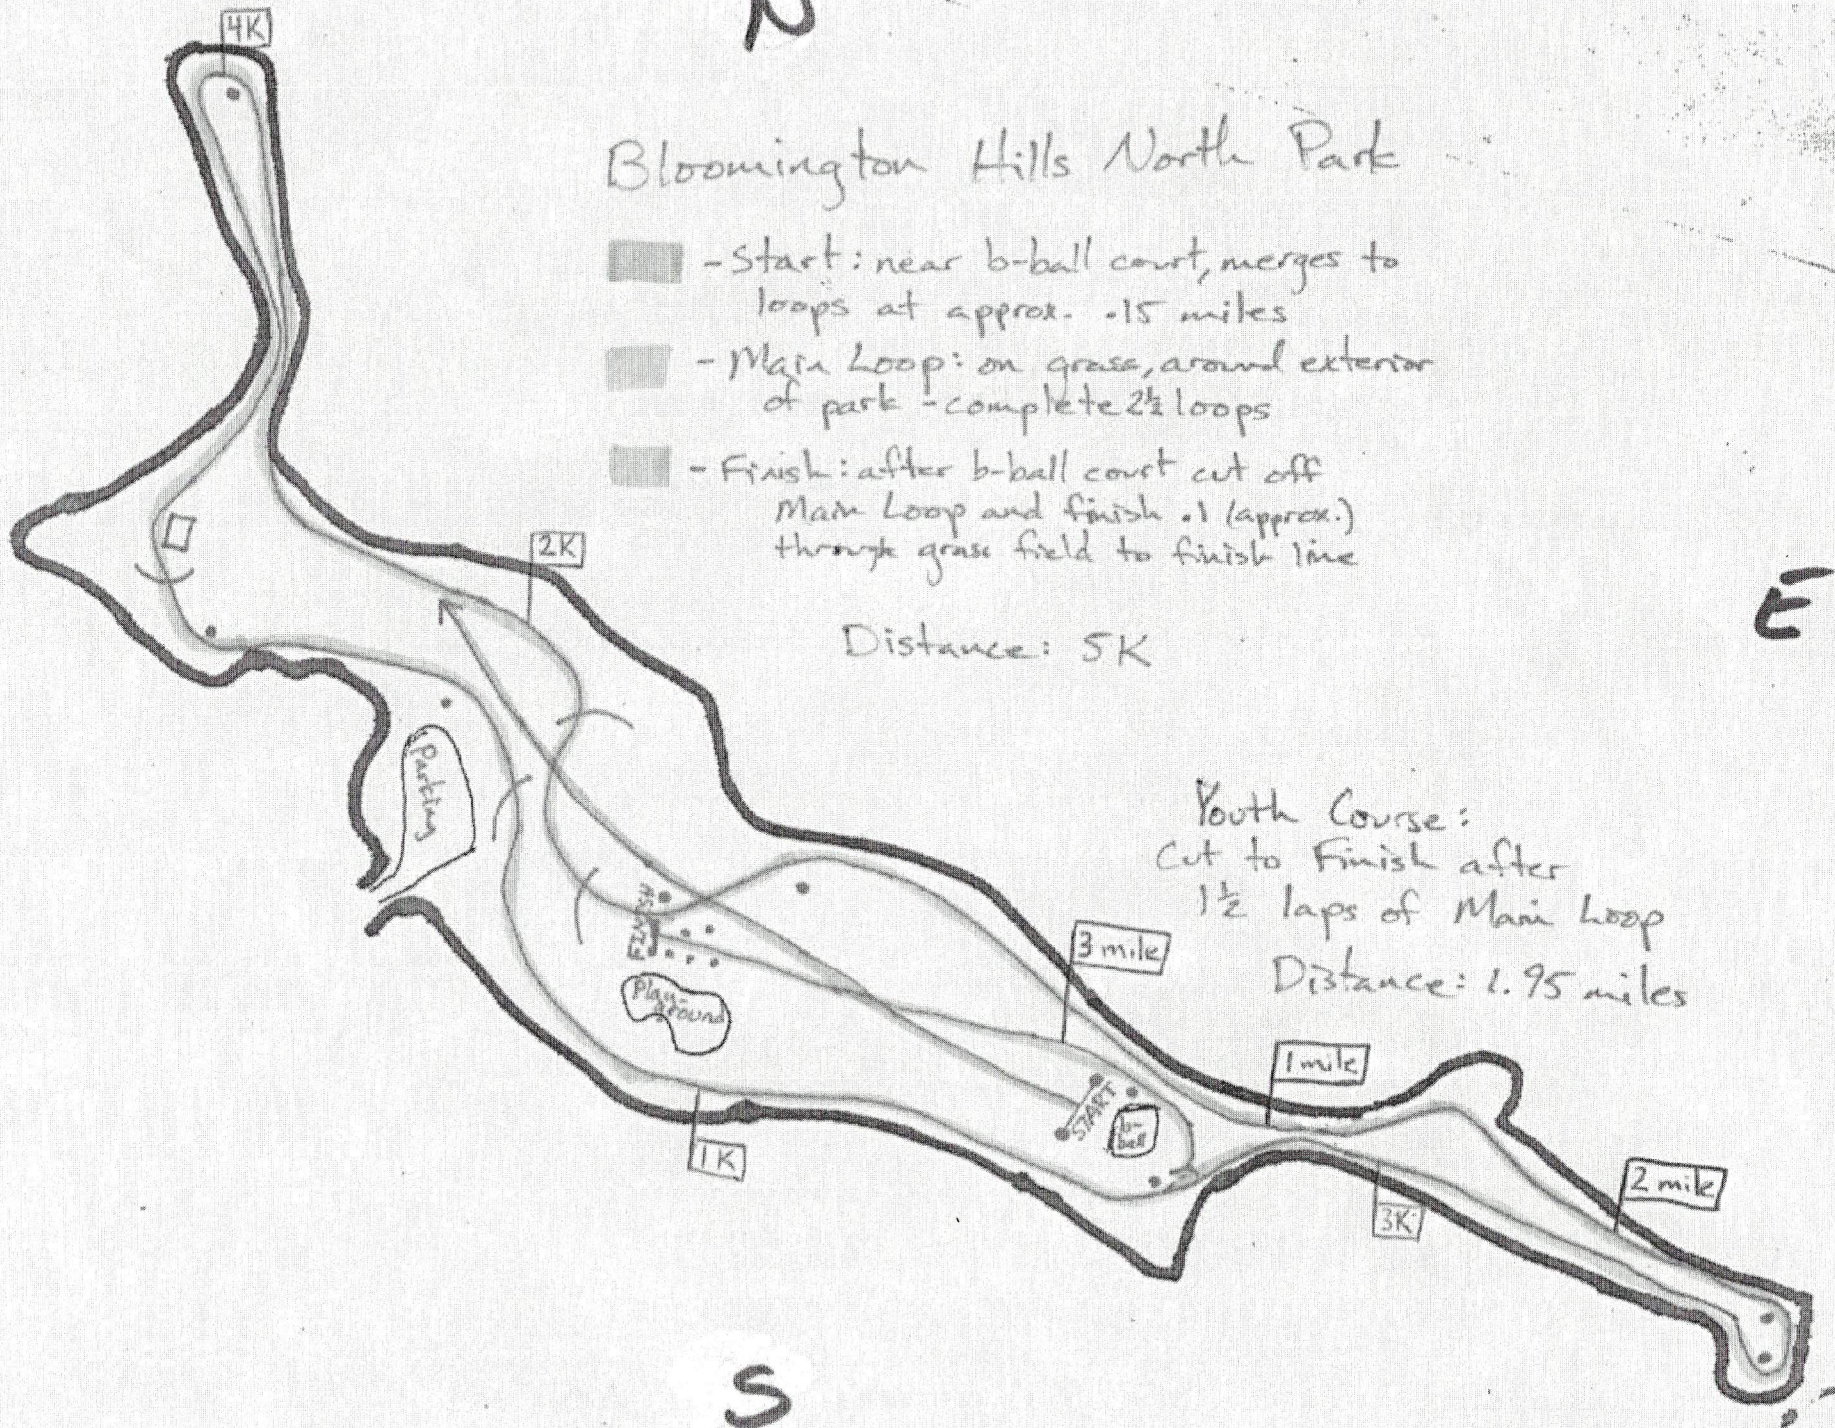 N
4K
Bloomington Hills North Park
- Start: near b-ball court, merges to
loops at approx. .15 miles
- Main Loop: on grass, around exterior
of park - complete 2½ loops
- Finish: after b-ball court cut off
Main Loop and finish .1 (approx.)
through grass field to finish line
2K
Distance: 5K
E
Parking
Youth Course:
Cut to Finish after
1½ laps of Main Loop
Distance: 1.95 miles
FINISH
3 mile
Play-
ground
1 mile
START
b-
ball
1K
2 mile
3K
S